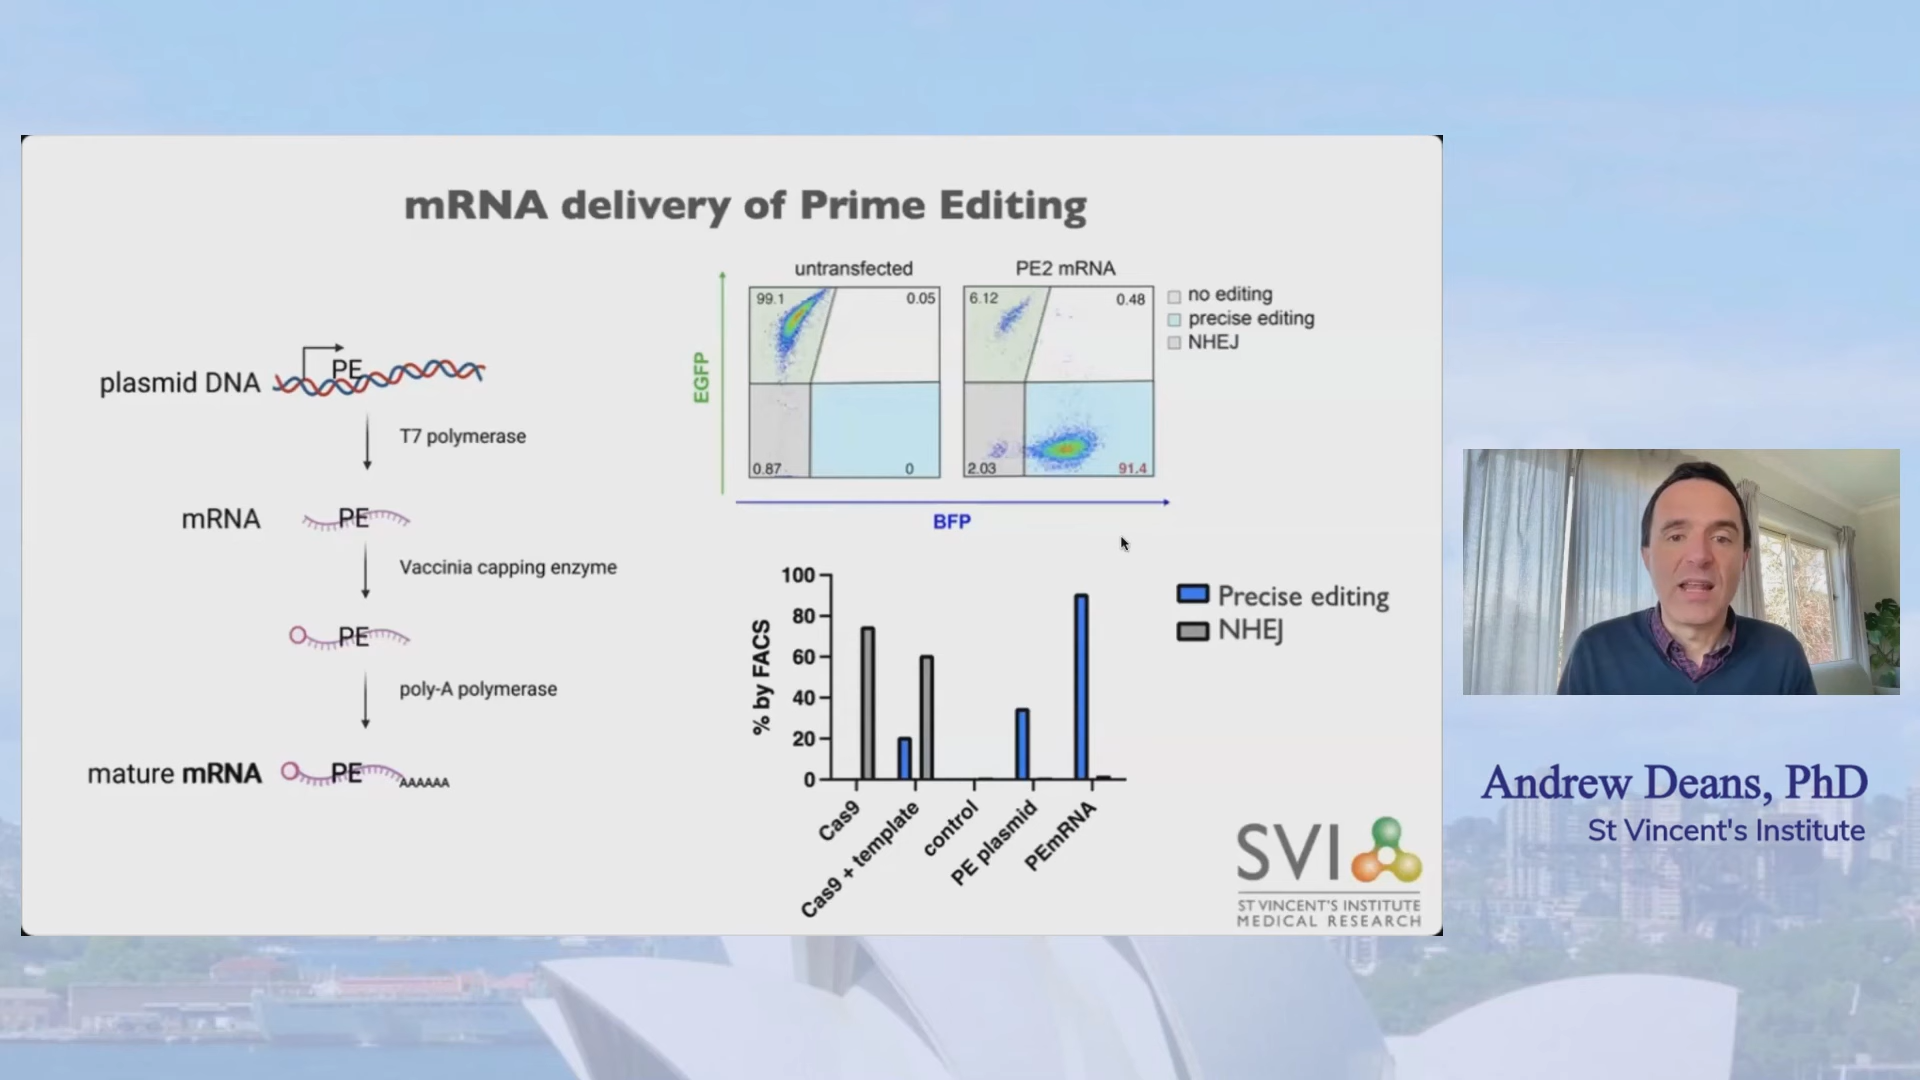 mRNA delivery of Prime Editing
plasmid DNA
PE
T7 polymerase
mRNA
PE
Vaccinia capping enzyme
PE
poly-A polymerase
mature mRNA
PE
AAAAAA
untransfected
PE2 mRNA
99.1
0.05
0.87
0
6.12
0.48
2.03
91.4
no editing
precise editing
NHEJ
EGFP
BFP
% by FACS
100
80
60
40
20
0
Cas9
Cas9 + template
control
PE plasmid
PEmRNA
Precise editing
NHEJ
SVI
ST VINCENT'S INSTITUTE
MEDICAL RESEARCH
Andrew Deans, PhD
St Vincent's Institute